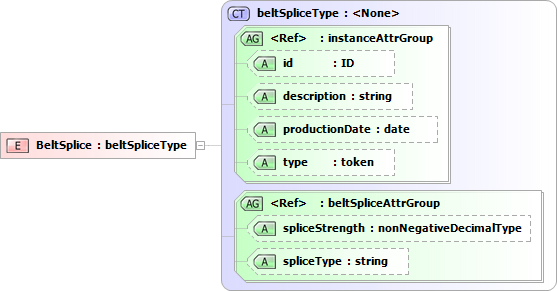 CT beltSpliceType : <None>
AG <Ref> : instanceAttrGroup
A id : ID
A description : string
A productionDate : date
A type : token
E BeltSplice : beltSpliceType
AG <Ref> : beltSpliceAttrGroup
A spliceStrength : nonNegativeDecimalType
A spliceType : string